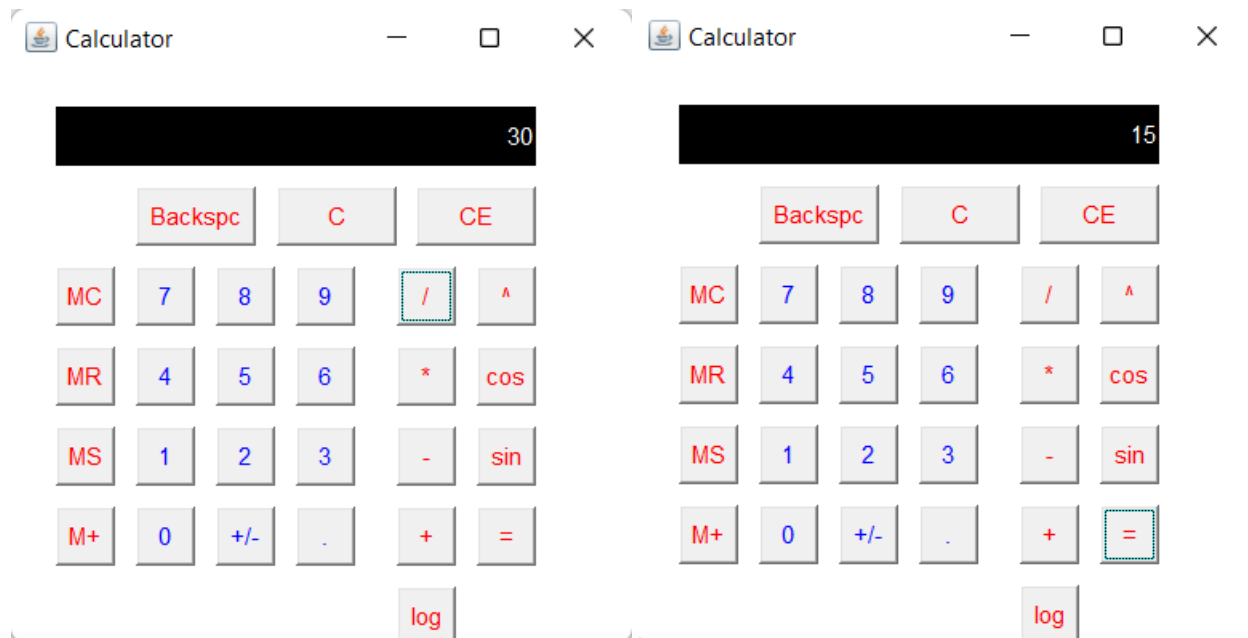 Calculator
30
Backspc C CE
MC 7 8 9 / ^
MR 4 5 6 * cos
MS 1 2 3 - sin
M+ 0 +/- . + =
log
Calculator
15
Backspc C CE
MC 7 8 9 / ^
MR 4 5 6 * cos
MS 1 2 3 - sin
M+ 0 +/- . + =
log